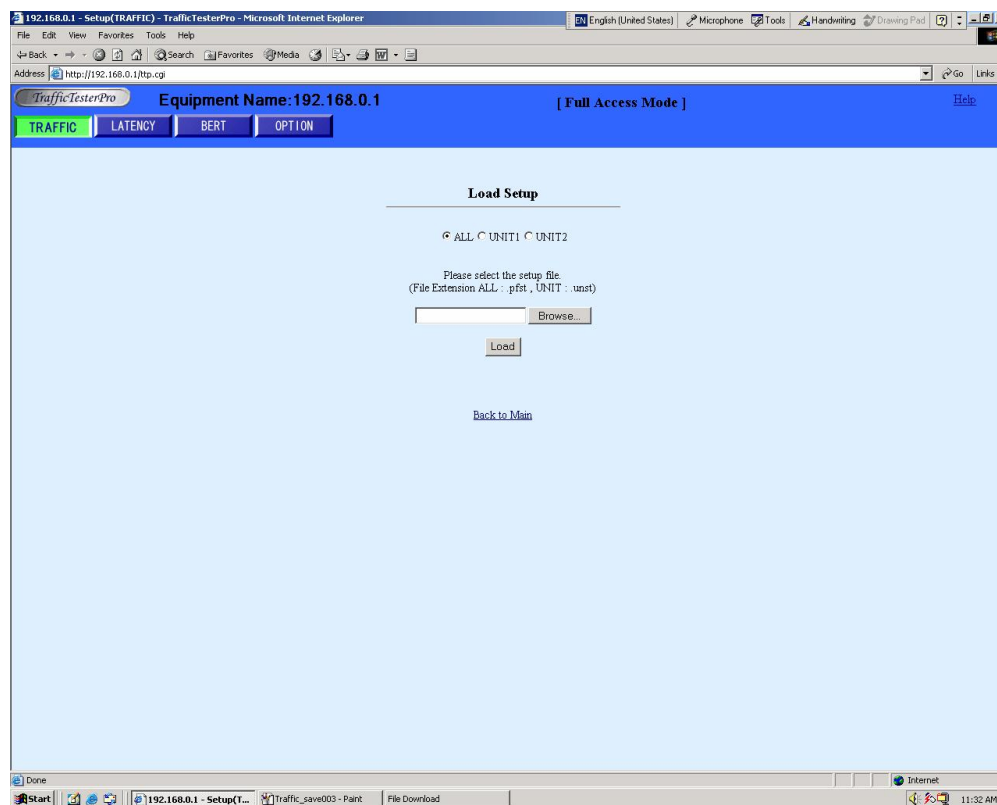 192.168.0.1 - Setup(TRAFFIC) - TrafficTesterPro - Microsoft Internet Explorer
EN English (United States) Microphone Tools Handwriting Drawing Pad
File Edit View Favorites Tools Help
Back Search Favorites Media
Address http://192.168.0.1/ttp.cgi Go Links
TrafficTesterPro Equipment Name:192.168.0.1 [ Full Access Mode ] Help
TRAFFIC LATENCY BERT OPTION
Load Setup
ALL UNIT1 UNIT2
Please select the setup file.
(File Extension ALL : .pfst , UNIT : .unst)
Browse...
Load
Back to Main
Done Internet
Start 192.168.0.1 - Setup(T... Traffic_save003 - Paint File Download 11:32 AM